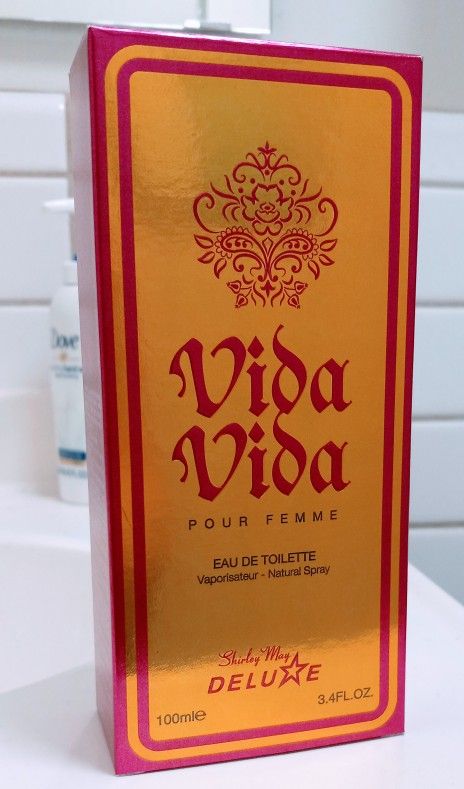 Vida
Vida
POUR FEMME
EAU DE TOILETTE
Vaporisateur - Natural Spray
Shirley May
DELUXE
100ml℮
3.4FL.OZ.
Dove